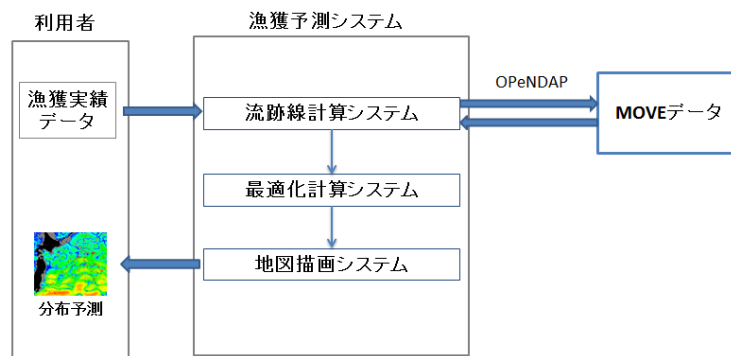 利用者
漁獲予測システム
漁獲実績
データ
流跡線計算システム
OPeNDAP
MOVEデータ
最適化計算システム
地図描画システム
分布予測